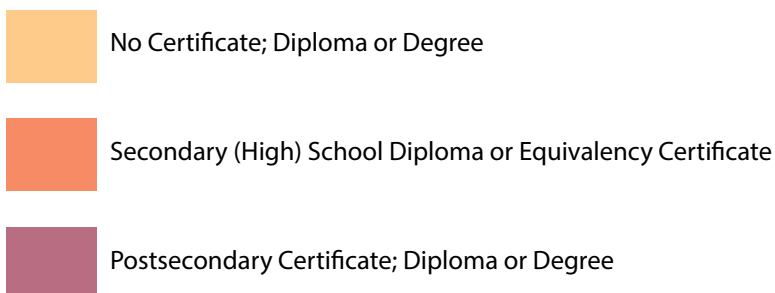 No Certificate; Diploma or Degree
Secondary (High) School Diploma or Equivalency Certificate
Postsecondary Certificate; Diploma or Degree